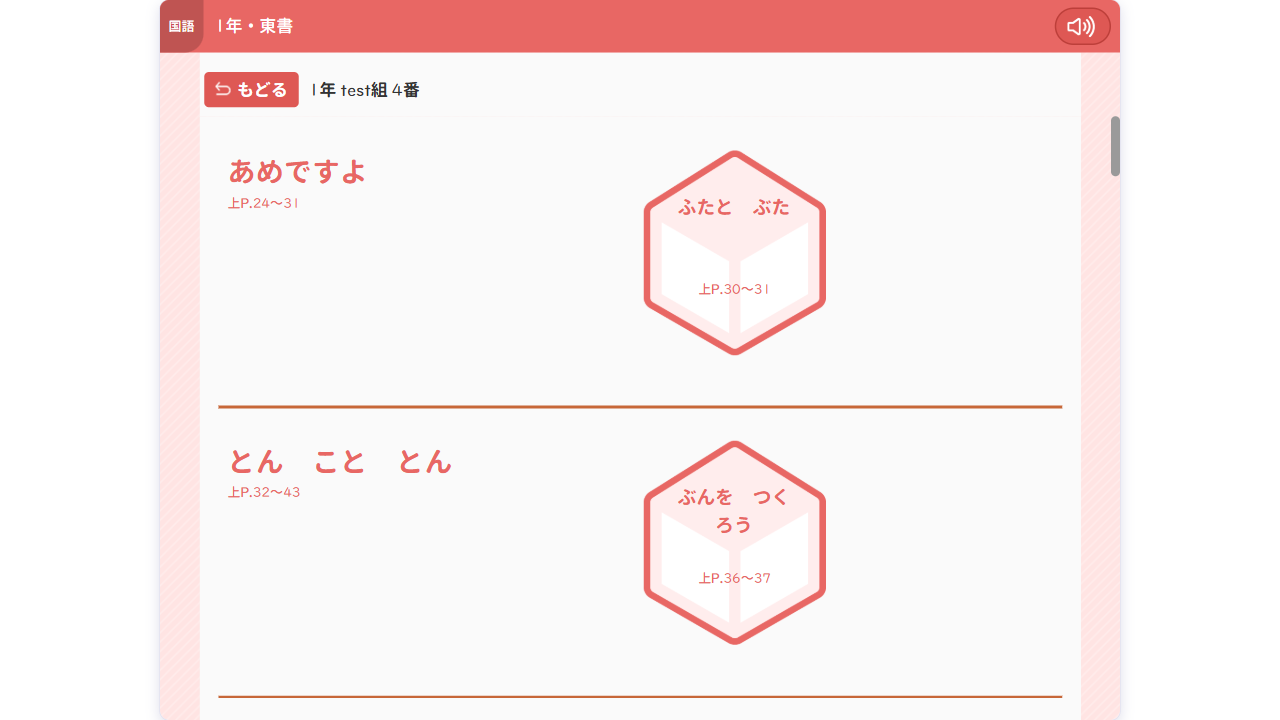 国語
1年・東書
もどる
1年 test組 4番
あめですよ
上P.24〜31
ふたと　ぶた
上P.30〜31
とん　こと　とん
上P.32〜43
ぶんを　つく
ろう
上P.36〜37